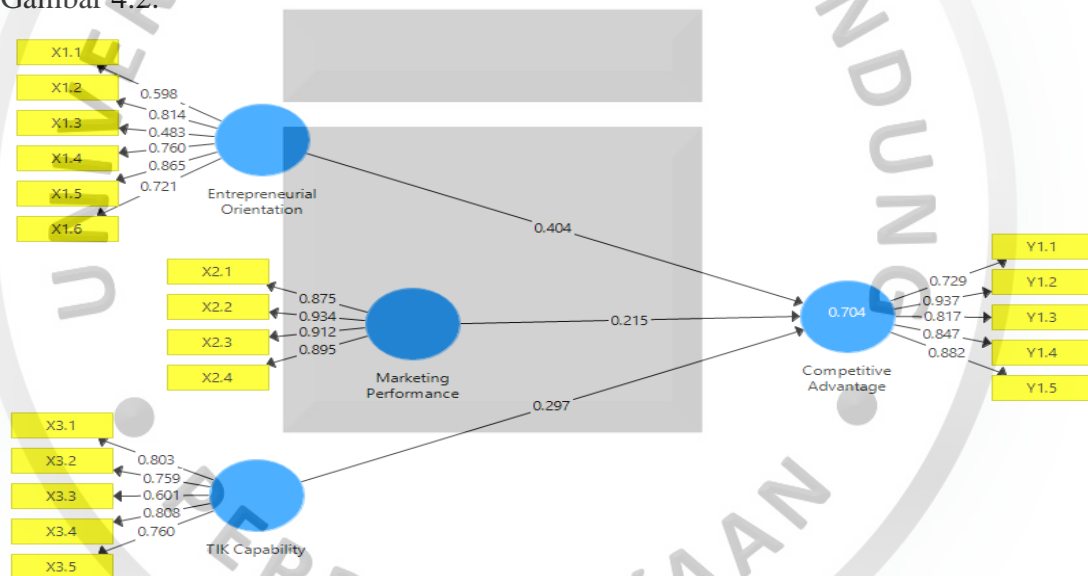 Gambar 4.2.
X1.1
X1.2
X1.3
X1.4
X1.5
X1.6
0.598
0.814
0.483
0.760
0.865
0.721
Entrepreneurial
Orientation
0.404
X2.1
X2.2
X2.3
X2.4
0.875
0.934
0.912
0.895
Marketing
Performance
0.215
X3.1
X3.2
X3.3
X3.4
X3.5
0.803
0.759
0.601
0.808
0.760
TIK Capability
0.297
0.704
Competitive
Advantage
0.729
0.937
0.817
0.847
0.882
Y1.1
Y1.2
Y1.3
Y1.4
Y1.5